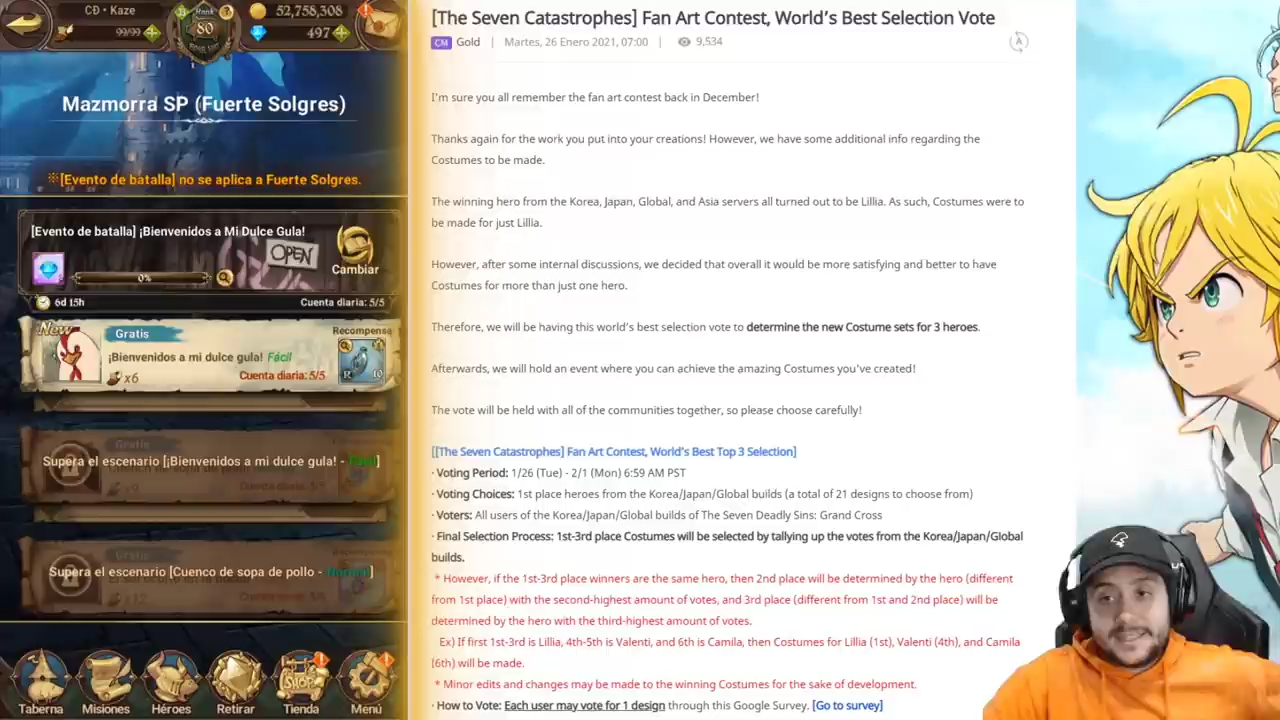 CĐ • Kaze
99/99
Rank
80
52,758,308
497
Mazmorra SP (Fuerte Solgres)
※[Evento de batalla] no se aplica a Fuerte Solgres.
[Evento de batalla] ¡Bienvenidos a Mi Dulce Gula!
OPEN
0%
Cambiar
6d 15h
Cuenta diaria: 5/5
New
Gratis
Recompensa
¡Bienvenidos a mi dulce gula! Fácil
x6
Cuenta diaria: 5/5
R
10
Gratis
Supera el escenario [¡Bienvenidos a mi dulce gula! - Fácil]
Gratis
Supera el escenario [Cuenco de sopa de pollo - Normal]
Taberna
Misiones
Héroes
Retirar
SHOP
Tienda
Menú
[The Seven Catastrophes] Fan Art Contest, World's Best Selection Vote
CM Gold | Martes, 26 Enero 2021, 07:00 | 9,534
I'm sure you all remember the fan art contest back in December!
Thanks again for the work you put into your creations! However, we have some additional info regarding the
Costumes to be made.
The winning hero from the Korea, Japan, Global, and Asia servers all turned out to be Lillia. As such, Costumes were to
be made for just Lillia.
However, after some internal discussions, we decided that overall it would be more satisfying and better to have
Costumes for more than just one hero.
Therefore, we will be having this world's best selection vote to determine the new Costume sets for 3 heroes.
Afterwards, we will hold an event where you can achieve the amazing Costumes you've created!
The vote will be held with all of the communities together, so please choose carefully!
[[The Seven Catastrophes] Fan Art Contest, World's Best Top 3 Selection]
· Voting Period: 1/26 (Tue) - 2/1 (Mon) 6:59 AM PST
· Voting Choices: 1st place heroes from the Korea/Japan/Global builds (a total of 21 designs to choose from)
· Voters: All users of the Korea/Japan/Global builds of The Seven Deadly Sins: Grand Cross
· Final Selection Process: 1st-3rd place Costumes will be selected by tallying up the votes from the Korea/Japan/Global
builds.
* However, if the 1st-3rd place winners are the same hero, then 2nd place will be determined by the hero (different
from 1st place) with the second-highest amount of votes, and 3rd place (different from 1st and 2nd place) will be
determined by the hero with the third-highest amount of votes.
Ex) If first 1st-3rd is Lillia, 4th-5th is Valenti, and 6th is Camila, then Costumes for Lillia (1st), Valenti (4th), and Camila
(6th) will be made.
* Minor edits and changes may be made to the winning Costumes for the sake of development.
· How to Vote: Each user may vote for 1 design through this Google Survey. [Go to survey]